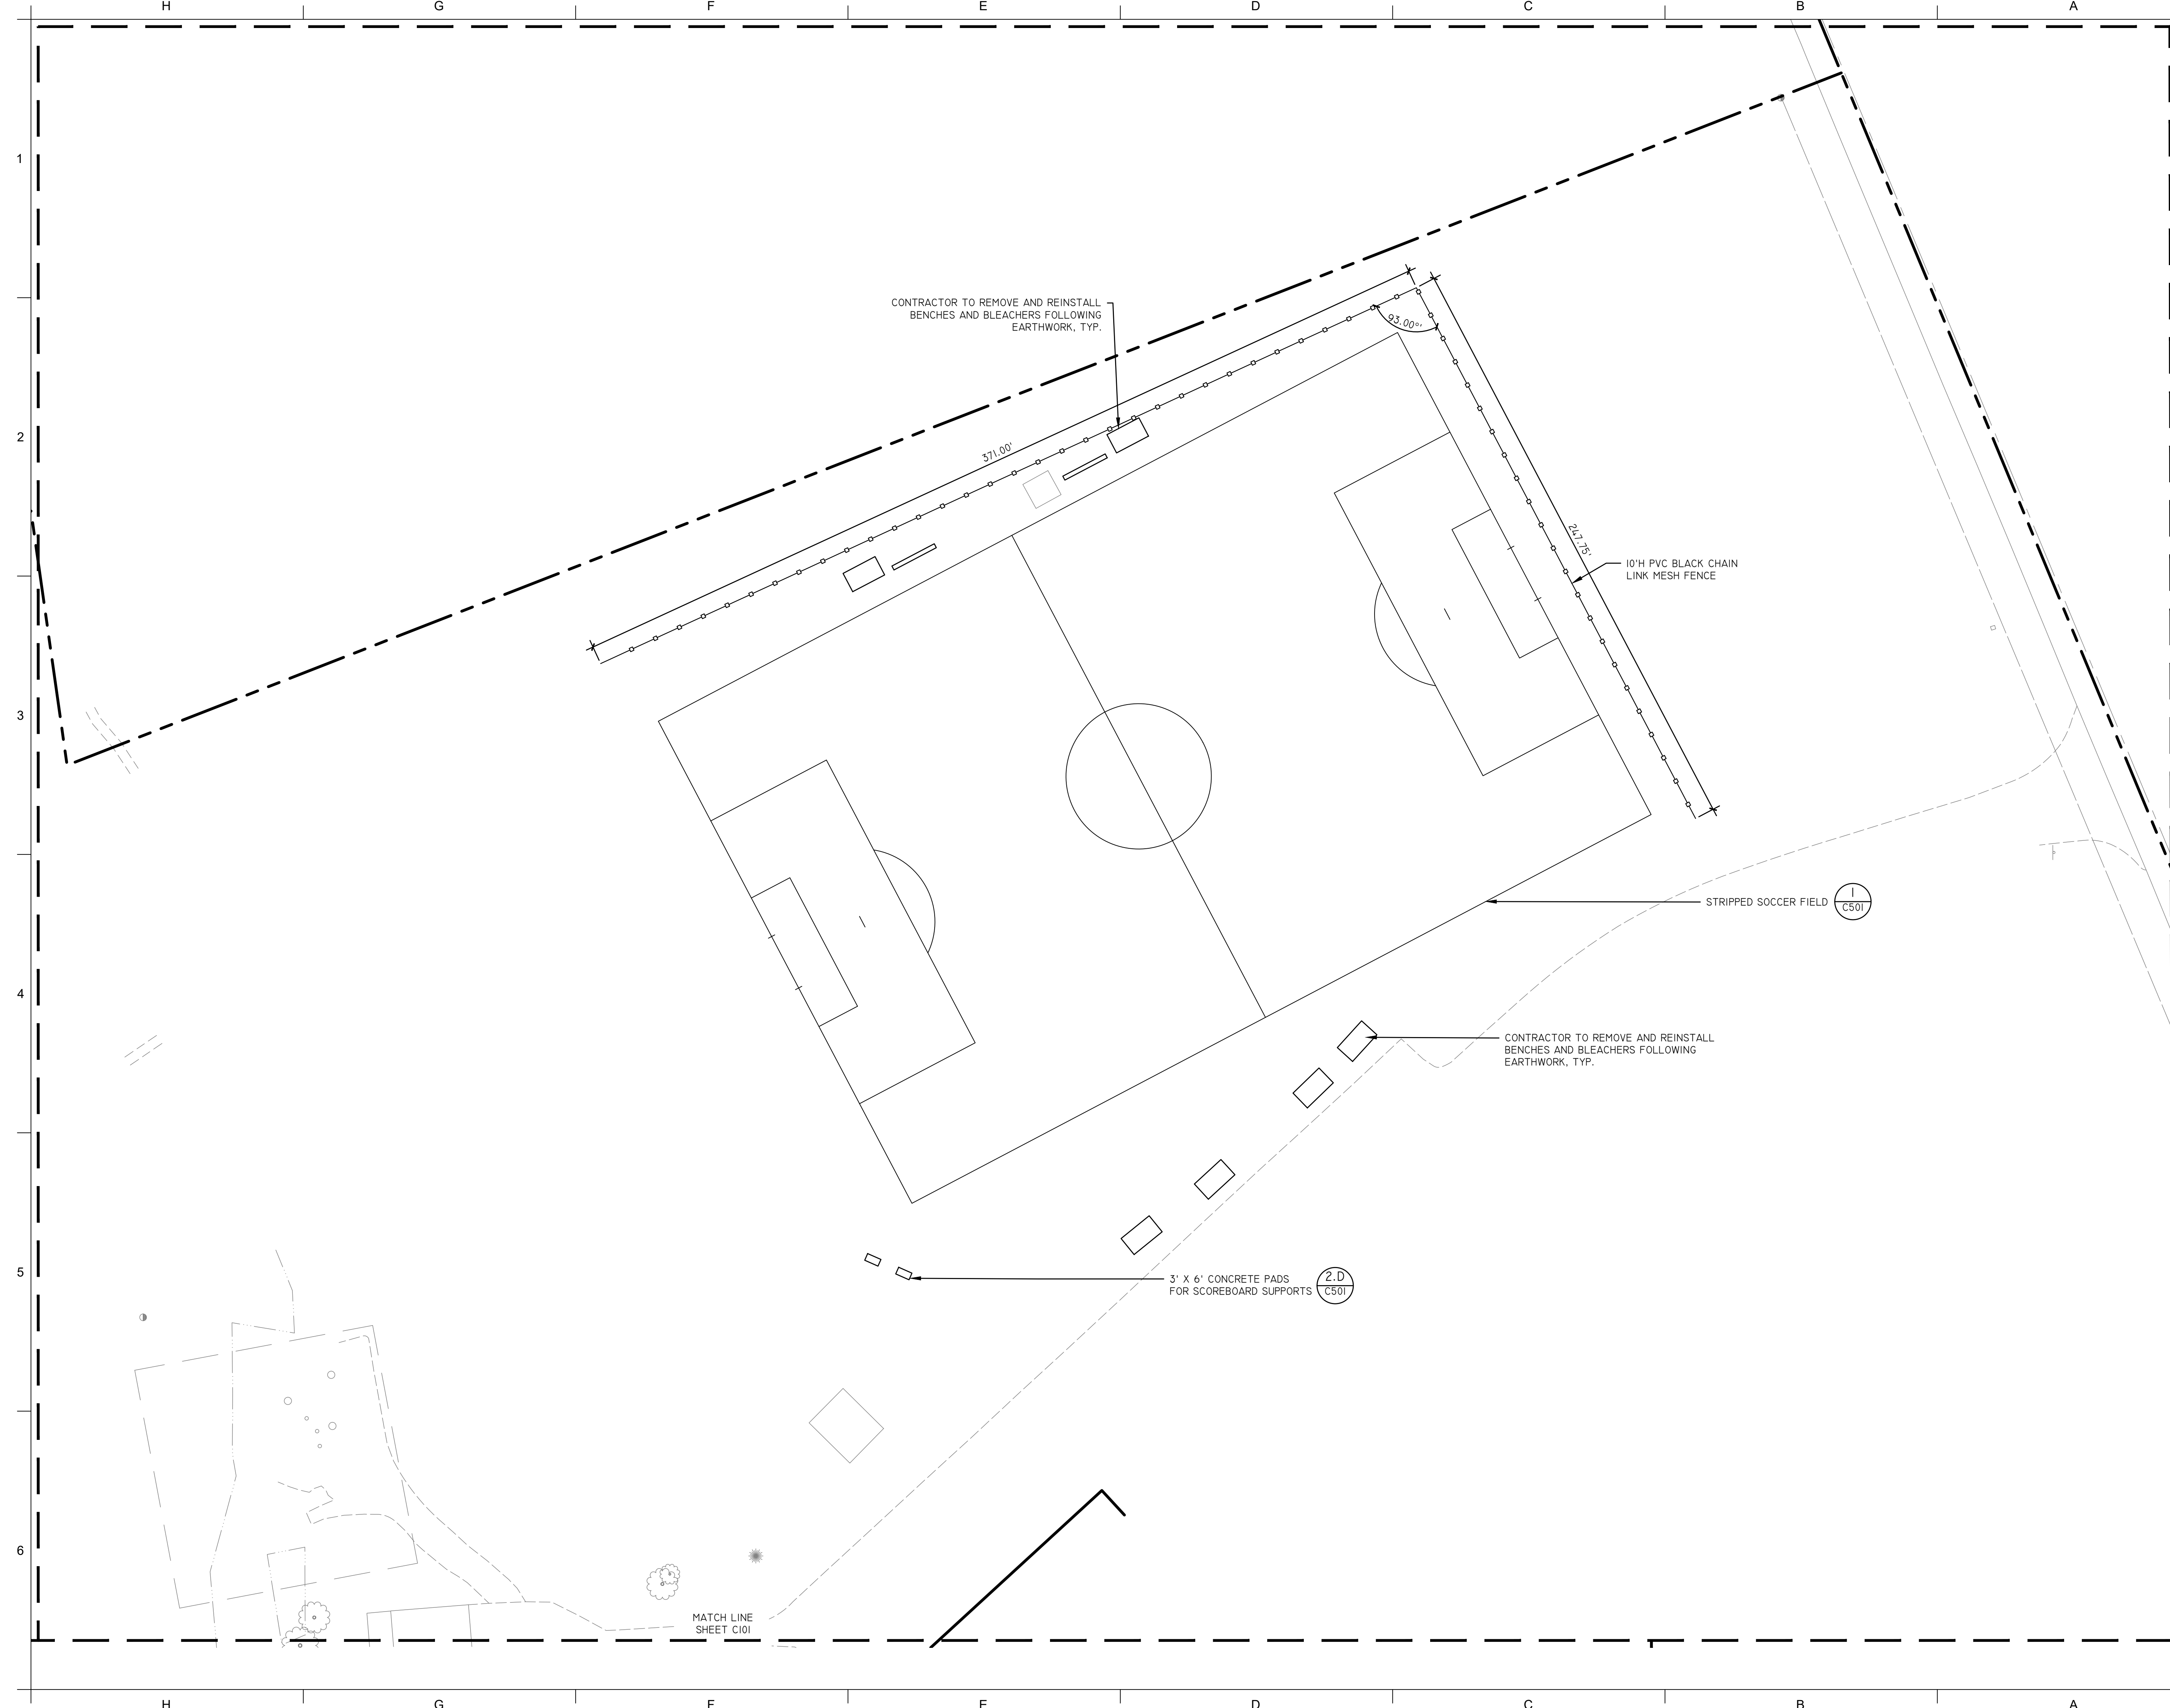 H G F E D C B A
1
CONTRACTOR TO REMOVE AND REINSTALL
BENCHES AND BLEACHERS FOLLOWING
EARTHWORK, TYP.
93.00°'
2
371.00'
247.75'
10'H PVC BLACK CHAIN
LINK MESH FENCE
3
STRIPPED SOCCER FIELD
1
C501
4
CONTRACTOR TO REMOVE AND REINSTALL
BENCHES AND BLEACHERS FOLLOWING
EARTHWORK, TYP.
5
3' X 6' CONCRETE PADS
FOR SCOREBOARD SUPPORTS
2.D
C501
6
MATCH LINE
SHEET C101
H G F E D C B A